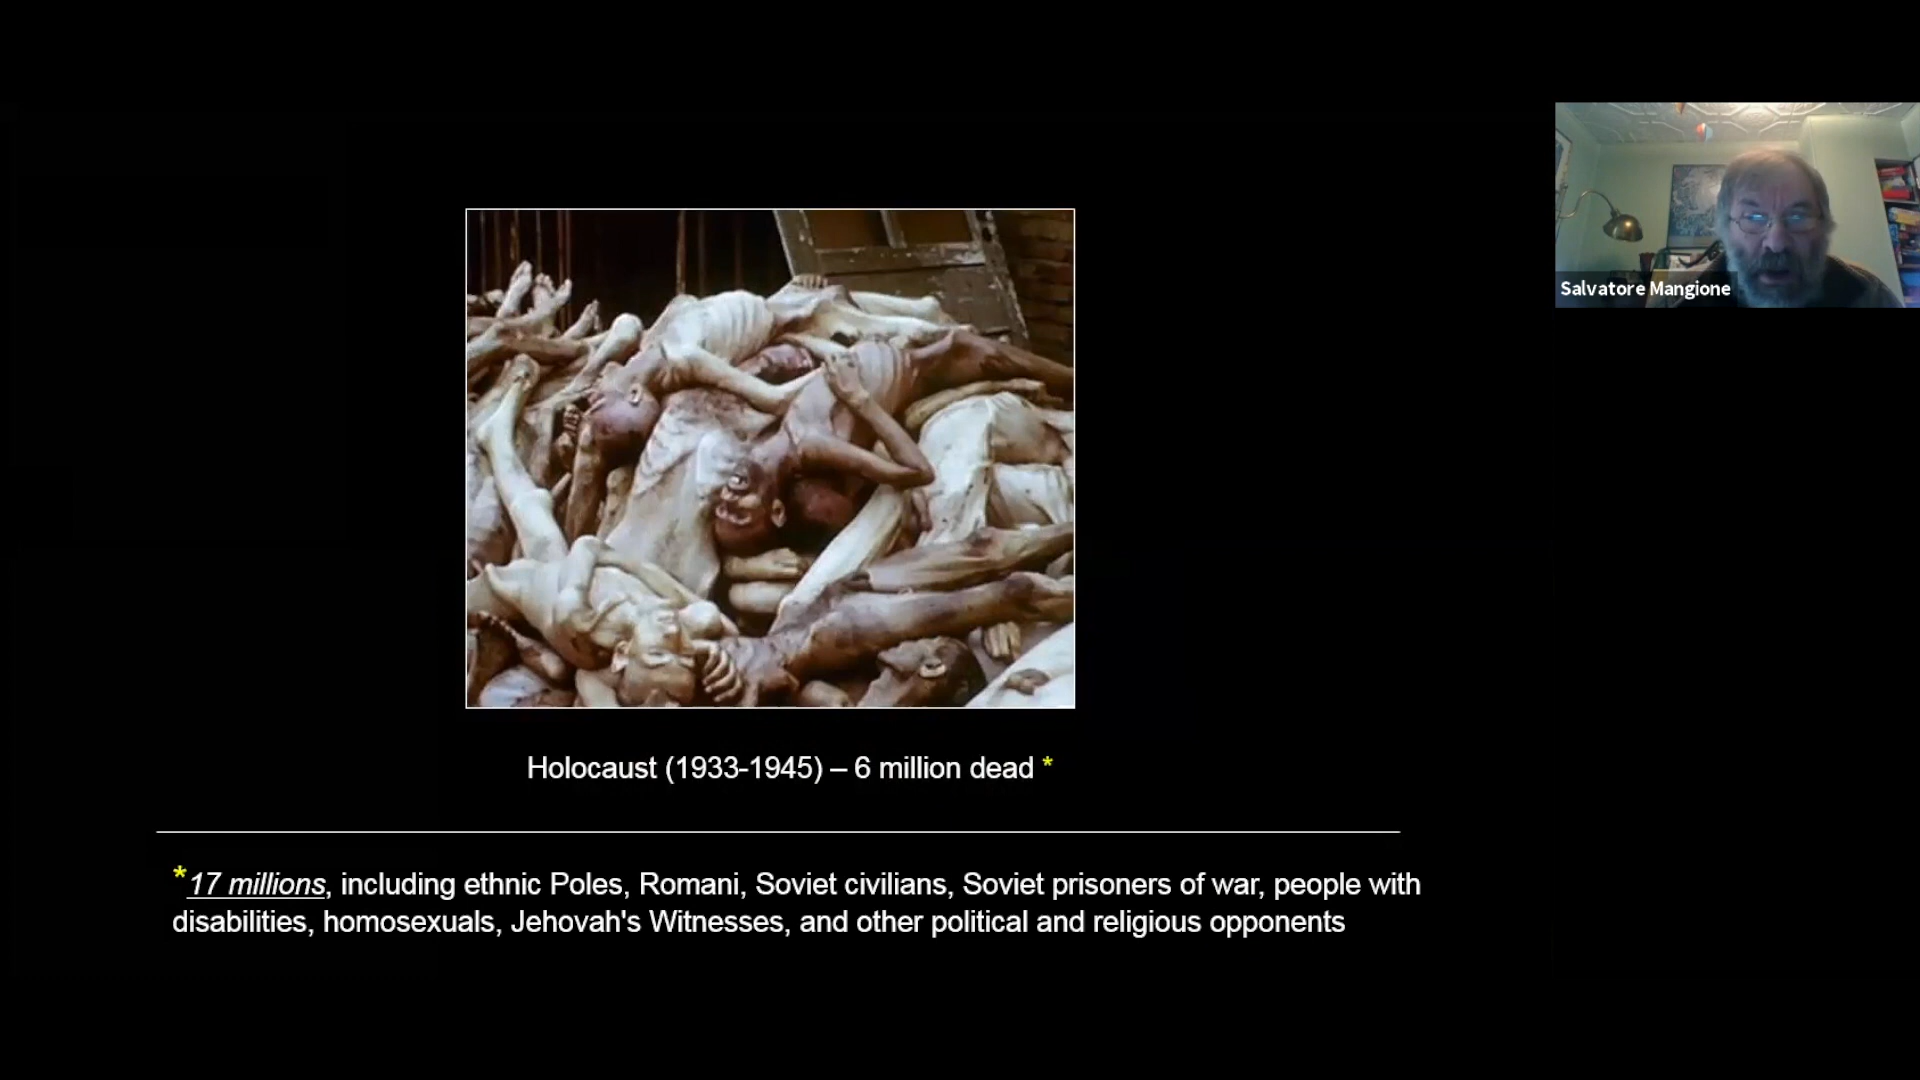 Salvatore Mangione
Holocaust (1933-1945) – 6 million dead *
*17 millions, including ethnic Poles, Romani, Soviet civilians, Soviet prisoners of war, people with
disabilities, homosexuals, Jehovah's Witnesses, and other political and religious opponents